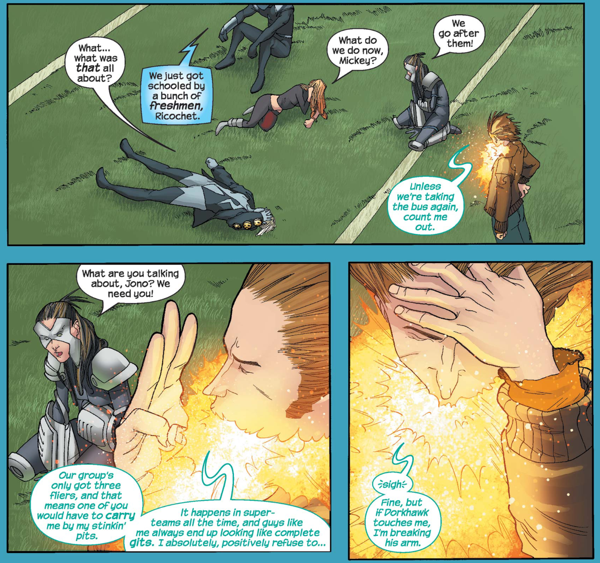 What...
what was
that all
about?
We just got
schooled by
a bunch of
freshmen,
Ricochet.
What do
we do now,
Mickey?
We
go after
them!
Unless
we're taking
the bus again,
count me
out.
What are you talking
about, Jono? We
need you!
Our group's
only got three
fliers, and that
means one of you
would have to carry
me by my stinkin'
pits.
It happens in super-
teams all the time, and guys like
me always end up looking like complete
gits. I absolutely, positively refuse to...
sigh
Fine, but
if Dorkhawk
touches me,
I'm breaking
his arm.